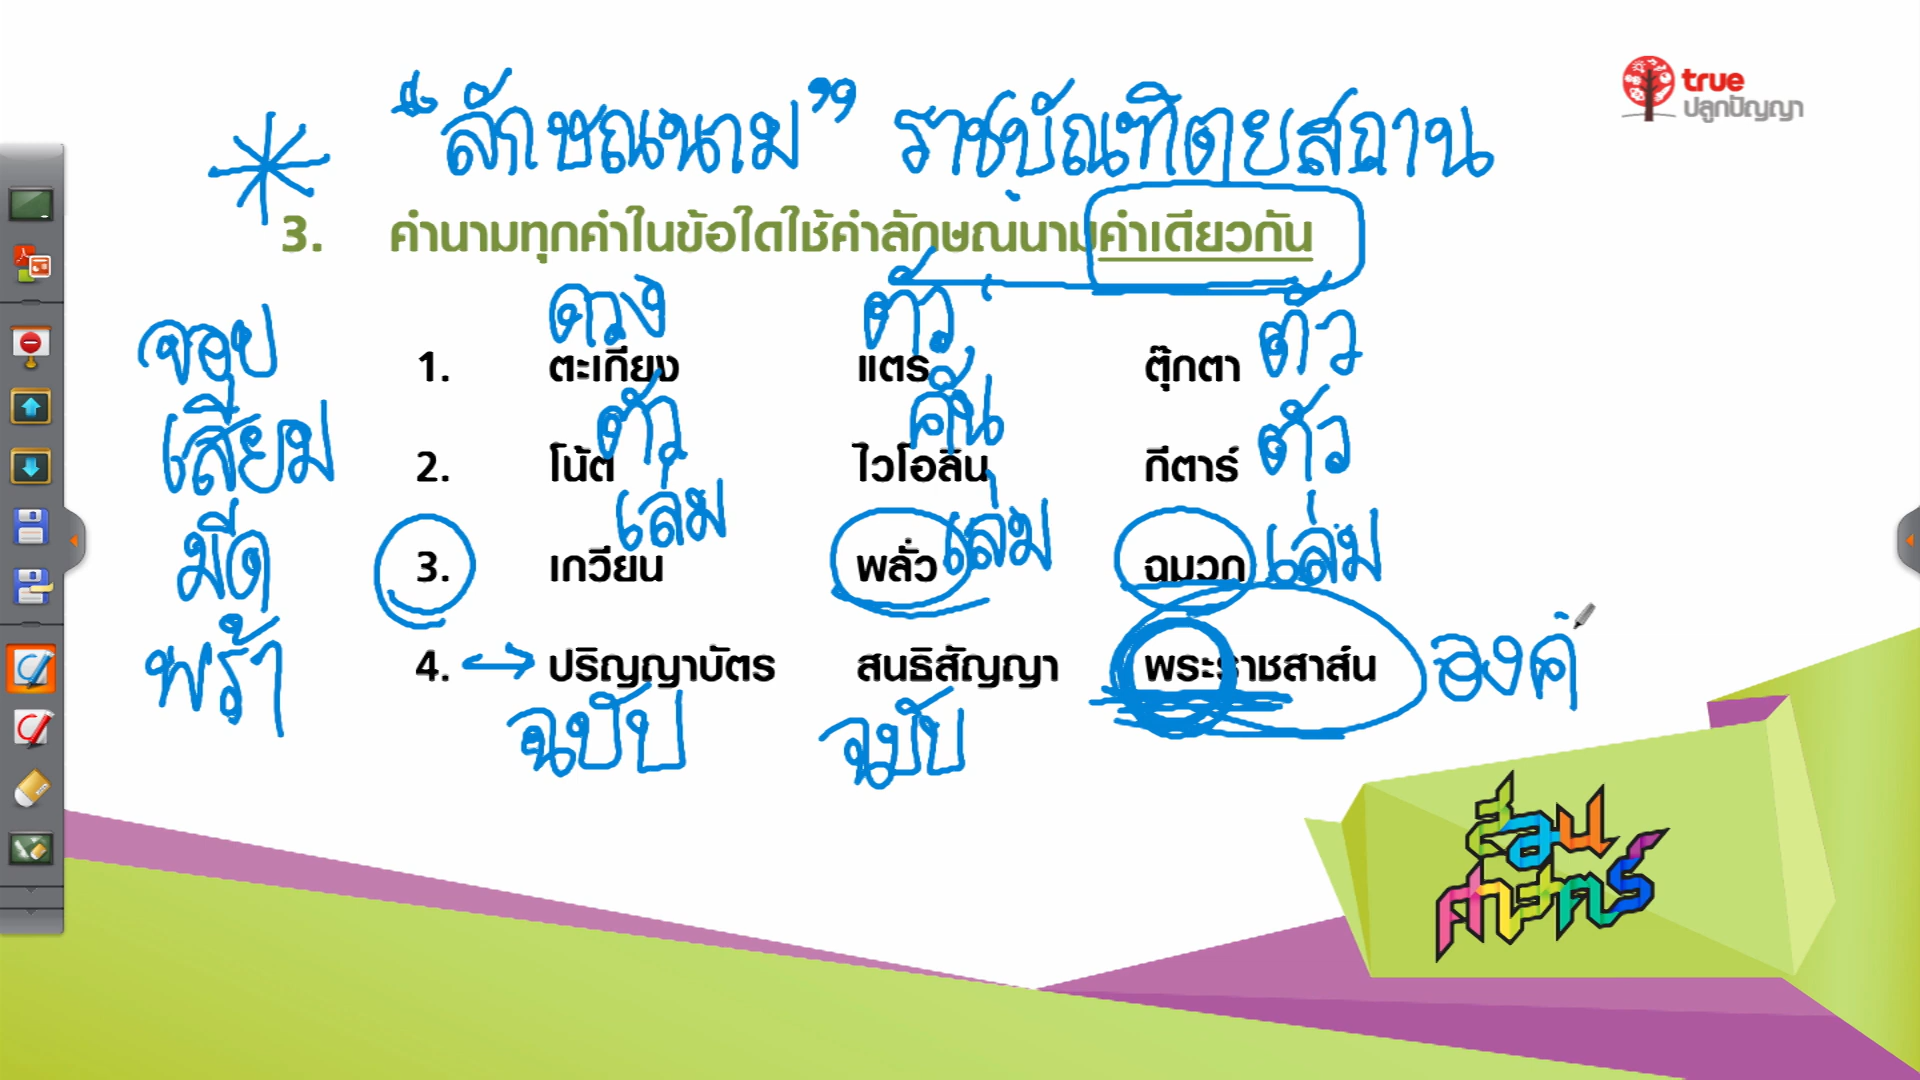 true
ปลูกปัญญา
"ลักษณนาม" ราชบัณฑิตยสถาน
3. คำนามทุกคำในข้อใดใช้คำลักษณนามคำเดียวกัน
ดวง ตัว ตัว
1. ตะเกียง แตร ตุ๊กตา
ตัว คัน ตัว
2. โน้ต ไวโอลิน กีตาร์
เล่ม เล่ม เล่ม
3. เกวียน พลั่ว ฉมวก
4. ปริญญาบัตร สนธิสัญญา พระราชสาส์น องค์
ฉบับ ฉบับ
จอบ
เสียม
มีด
พร้า
สอน
ศาสตร์